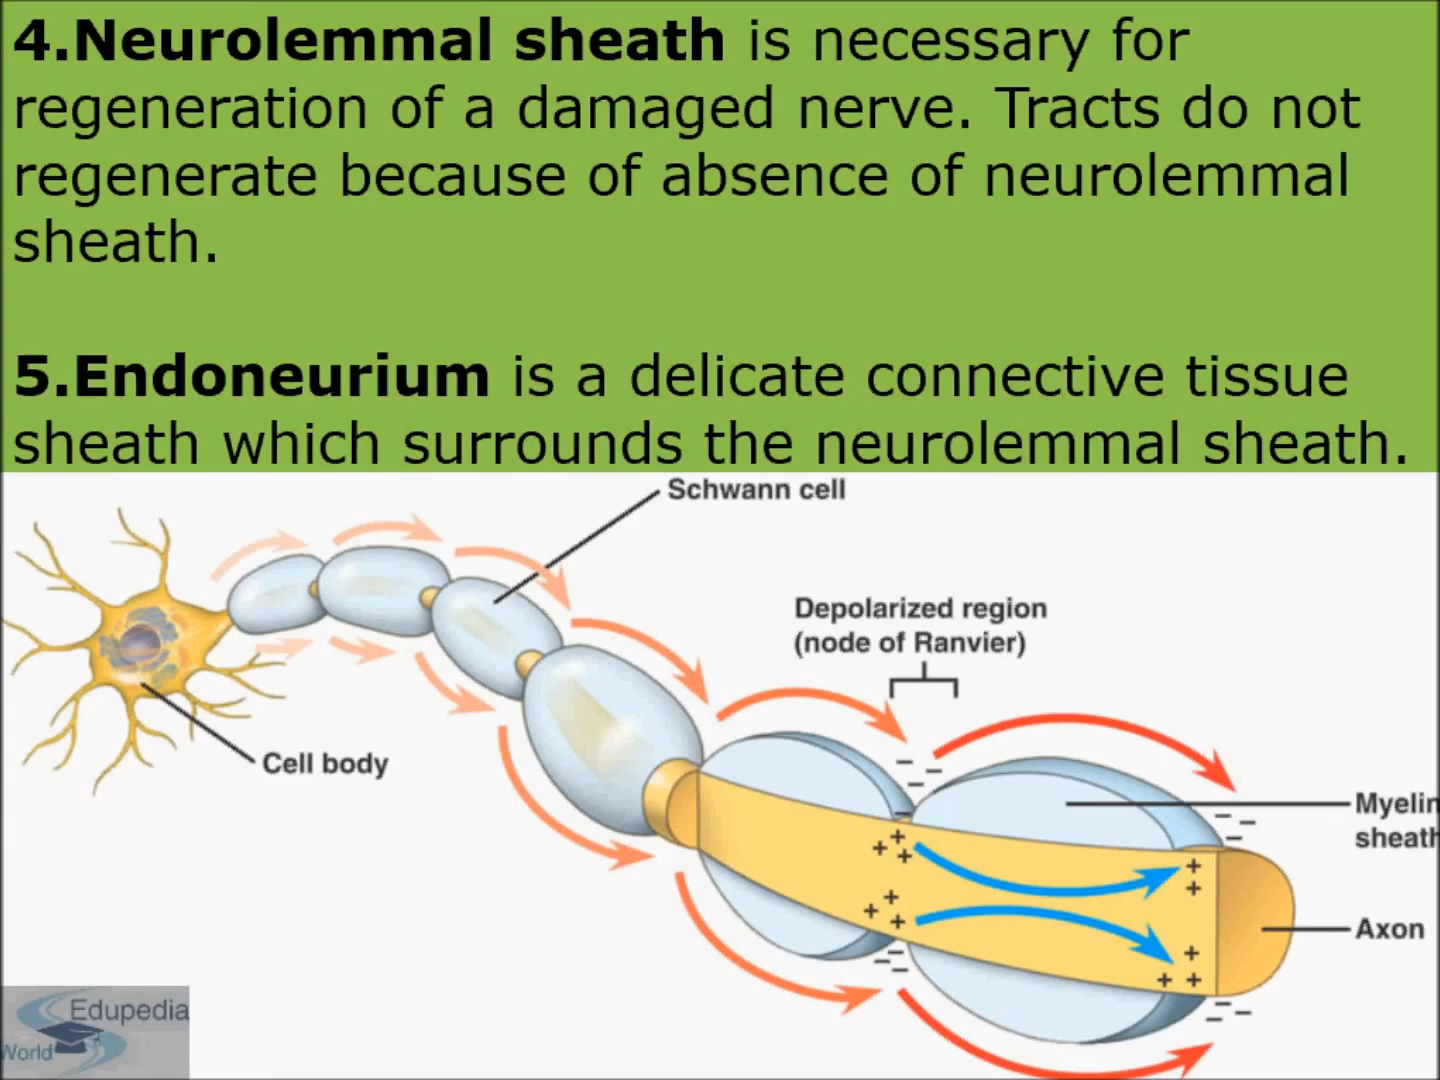 4.Neurolemmal sheath is necessary for
regeneration of a damaged nerve. Tracts do not
regenerate because of absence of neurolemmal
sheath.
5.Endoneurium is a delicate connective tissue
sheath which surrounds the neurolemmal sheath.
Schwann cell
Depolarized region
(node of Ranvier)
Cell body
Myelin
sheath
Axon
Edupedia
World